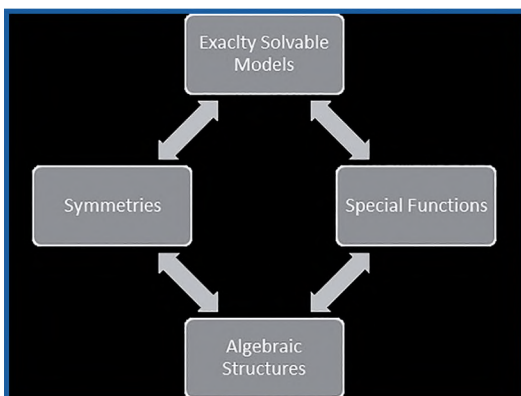 Exaclty Solvable
Models
Symmetries
Special Functions
Algebraic
Structures